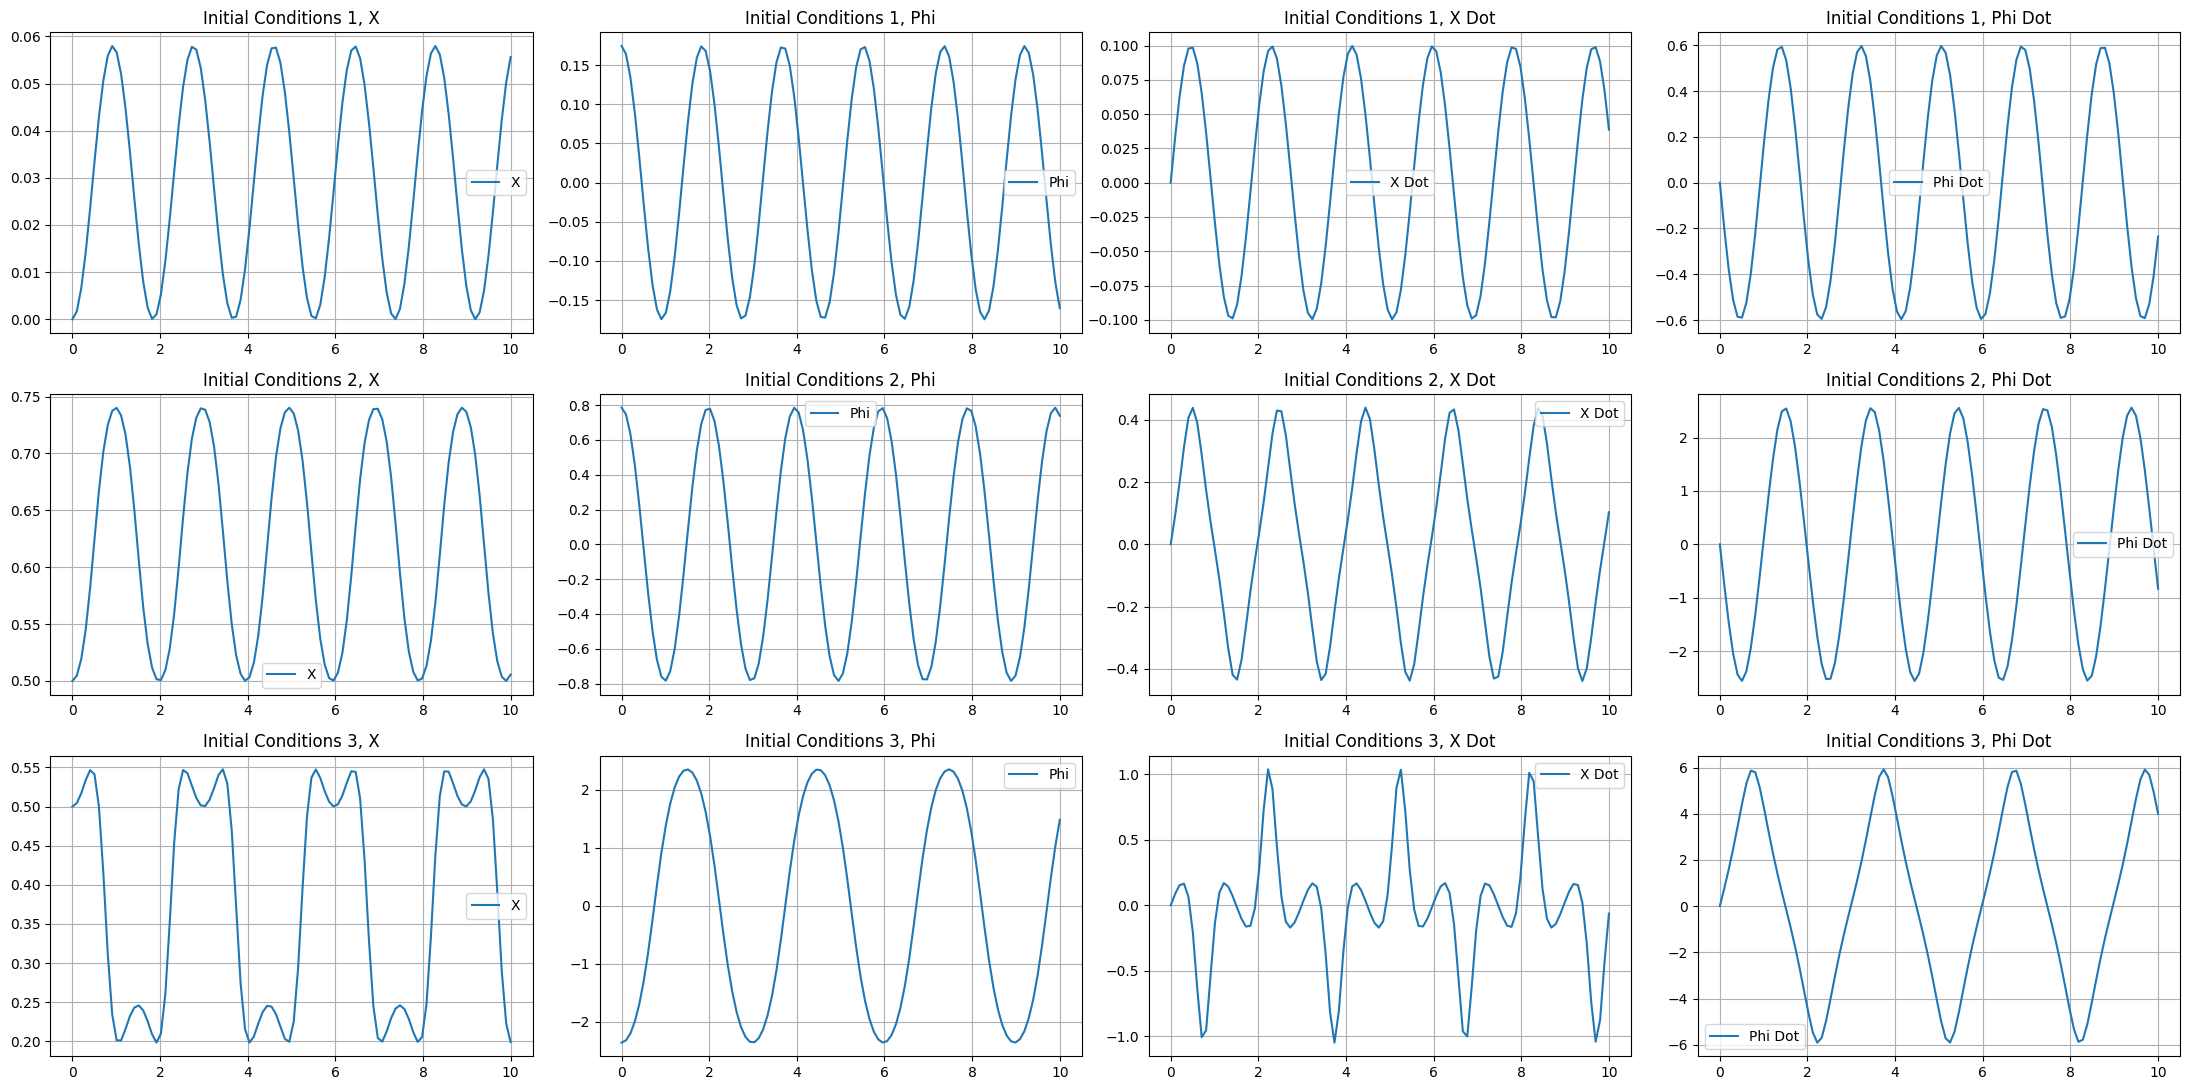 Initial Conditions 1, X
0.06
0.05
0.04
0.03
0.02
0.01
0.00
X
0 2 4 6 8 10
Initial Conditions 1, Phi
0.15
0.10
0.05
0.00
−0.05
−0.10
−0.15
Phi
0 2 4 6 8 10
Initial Conditions 1, X Dot
0.100
0.075
0.050
0.025
0.000
−0.025
−0.050
−0.075
−0.100
X Dot
0 2 4 6 8 10
Initial Conditions 1, Phi Dot
0.6
0.4
0.2
0.0
−0.2
−0.4
−0.6
Phi Dot
0 2 4 6 8 10
Initial Conditions 2, X
0.75
0.70
0.65
0.60
0.55
0.50
X
0 2 4 6 8 10
Initial Conditions 2, Phi
0.8
0.6
0.4
0.2
0.0
−0.2
−0.4
−0.6
−0.8
Phi
0 2 4 6 8 10
Initial Conditions 2, X Dot
0.4
0.2
0.0
−0.2
−0.4
X Dot
0 2 4 6 8 10
Initial Conditions 2, Phi Dot
2
1
0
−1
−2
Phi Dot
0 2 4 6 8 10
Initial Conditions 3, X
0.55
0.50
0.45
0.40
0.35
0.30
0.25
0.20
X
0 2 4 6 8 10
Initial Conditions 3, Phi
2
1
0
−1
−2
Phi
0 2 4 6 8 10
Initial Conditions 3, X Dot
1.0
0.5
0.0
−0.5
−1.0
X Dot
0 2 4 6 8 10
Initial Conditions 3, Phi Dot
6
4
2
0
−2
−4
−6
Phi Dot
0 2 4 6 8 10